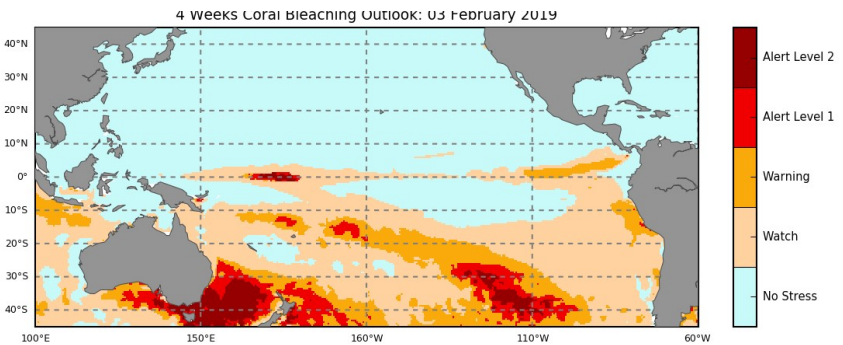 4 Weeks Coral Bleaching Outlook: 03 February 2019
40°N
30°N
20°N
10°N
0°
10°S
20°S
30°S
40°S
100°E 150°E 160°W 110°W 60°W
Alert Level 2
Alert Level 1
Warning
Watch
No Stress